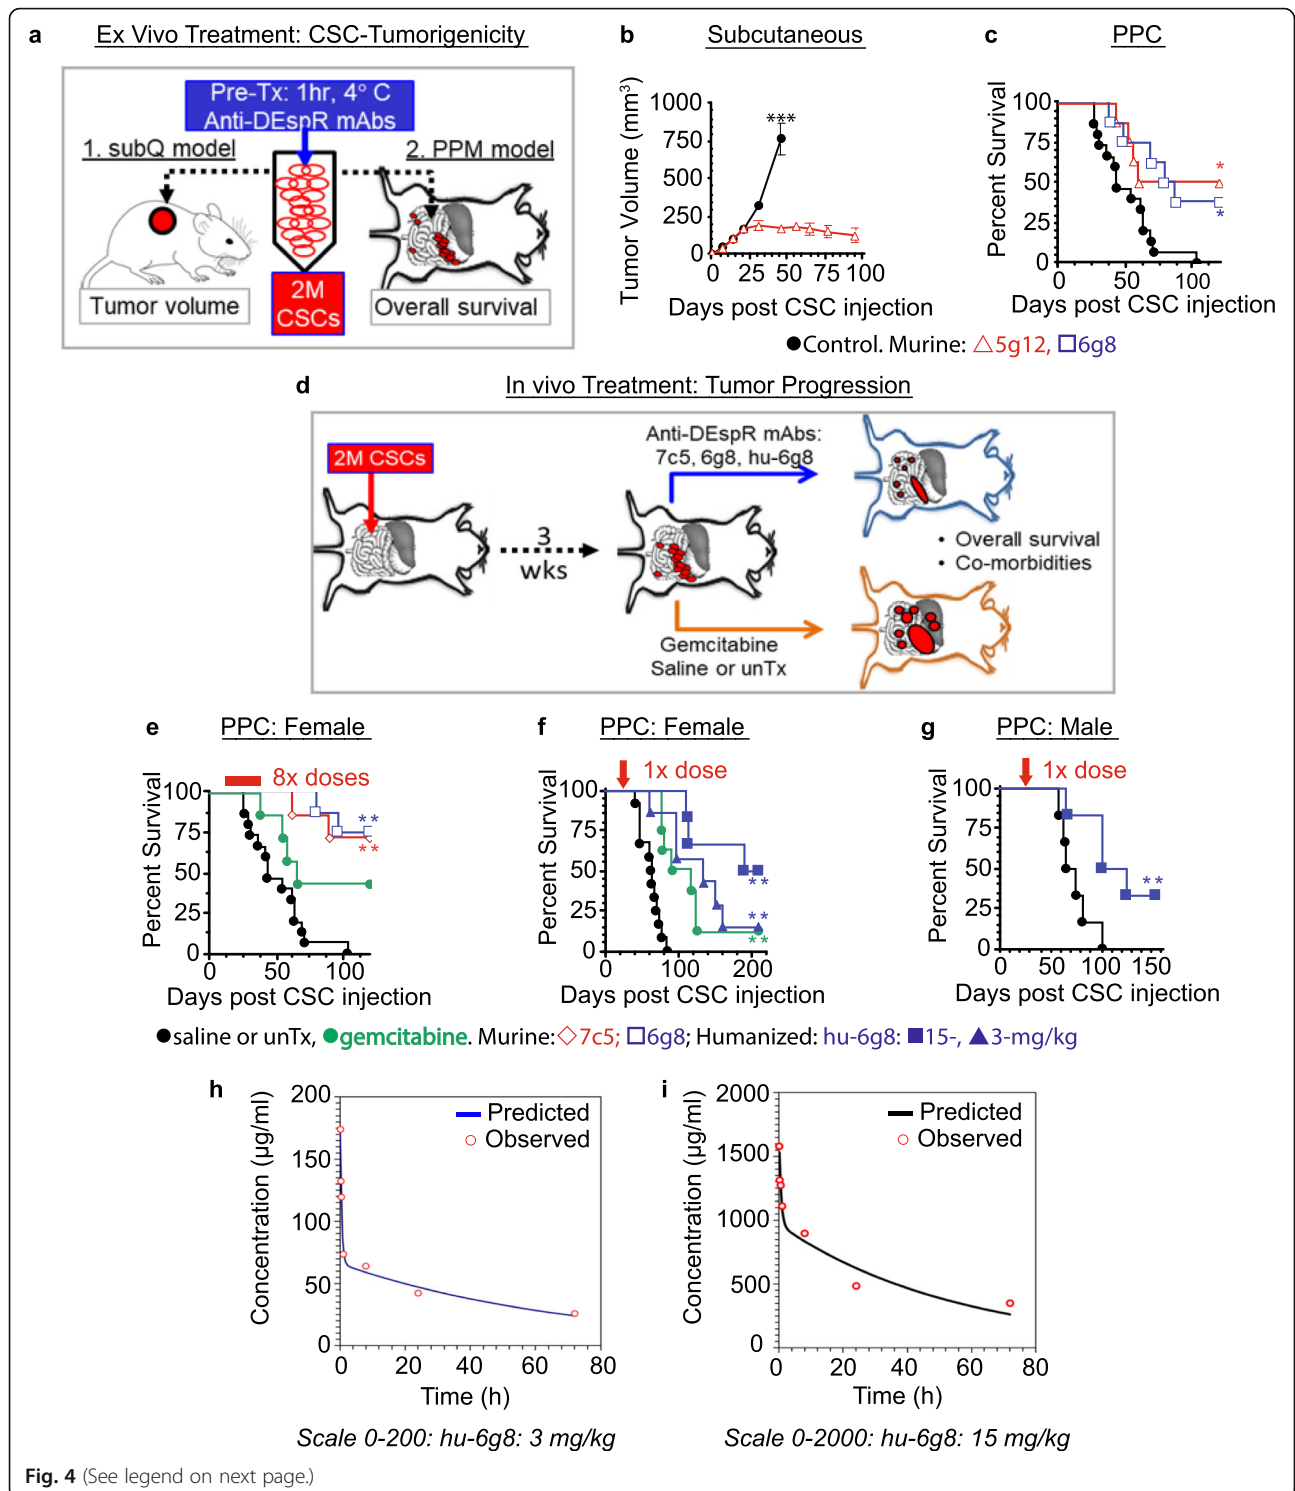 a Ex Vivo Treatment: CSC-Tumorigenicity
Pre-Tx: 1hr, 4° C
Anti-DEspR mAbs
1. subQ model
2. PPM model
2M
CSCs
Tumor volume
Overall survival
b Subcutaneous
Tumor Volume (mm³)
1000
750
500
250
0
***
0 25 50 75 100
Days post CSC injection
c PPC
Percent Survival
100
75
50
25
0
*
*
0 50 100
Days post CSC injection
Control. Murine: 5g12, 6g8
d In vivo Treatment: Tumor Progression
2M CSCs
3
wks
Anti-DEspR mAbs:
7c5, 6g8, hu-6g8
Gemcitabine
Saline or unTx
• Overall survival
• Co-morbidities
e PPC: Female
8x doses
Percent Survival
100
75
50
25
0
**
**
0 50 100
Days post CSC injection
f PPC: Female
1x dose
Percent Survival
100
75
50
25
0
**
**
**
0 100 200
Days post CSC injection
g PPC: Male
1x dose
Percent Survival
100
75
50
25
0
**
0 50 100 150
Days post CSC injection
saline or unTx, gemcitabine. Murine: 7c5; 6g8; Humanized: hu-6g8: 15-, 3-mg/kg
h
Concentration (µg/ml)
200
150
100
50
0
Predicted
Observed
0 20 40 60 80
Time (h)
Scale 0-200: hu-6g8: 3 mg/kg
i
Concentration (µg/ml)
2000
1500
1000
500
0
Predicted
Observed
0 20 40 60 80
Time (h)
Scale 0-2000: hu-6g8: 15 mg/kg
Fig. 4 (See legend on next page.)